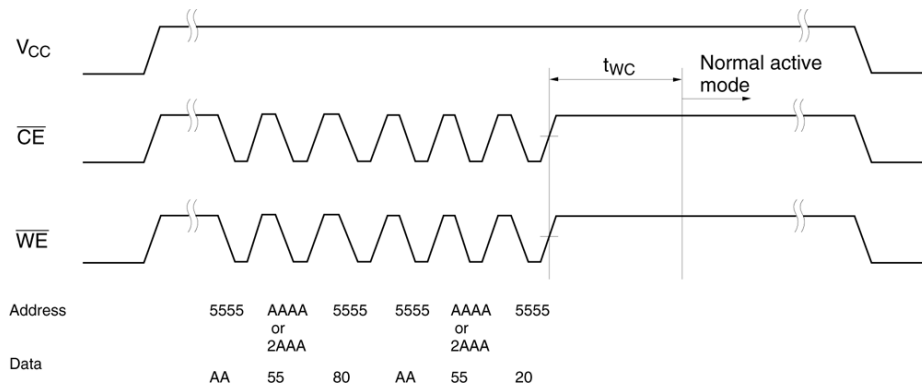 VCC
tWC
Normal active
mode
CE
WE
Address 5555 AAAA 5555 5555 AAAA 5555
or or
2AAA 2AAA
Data
AA 55 80 AA 55 20